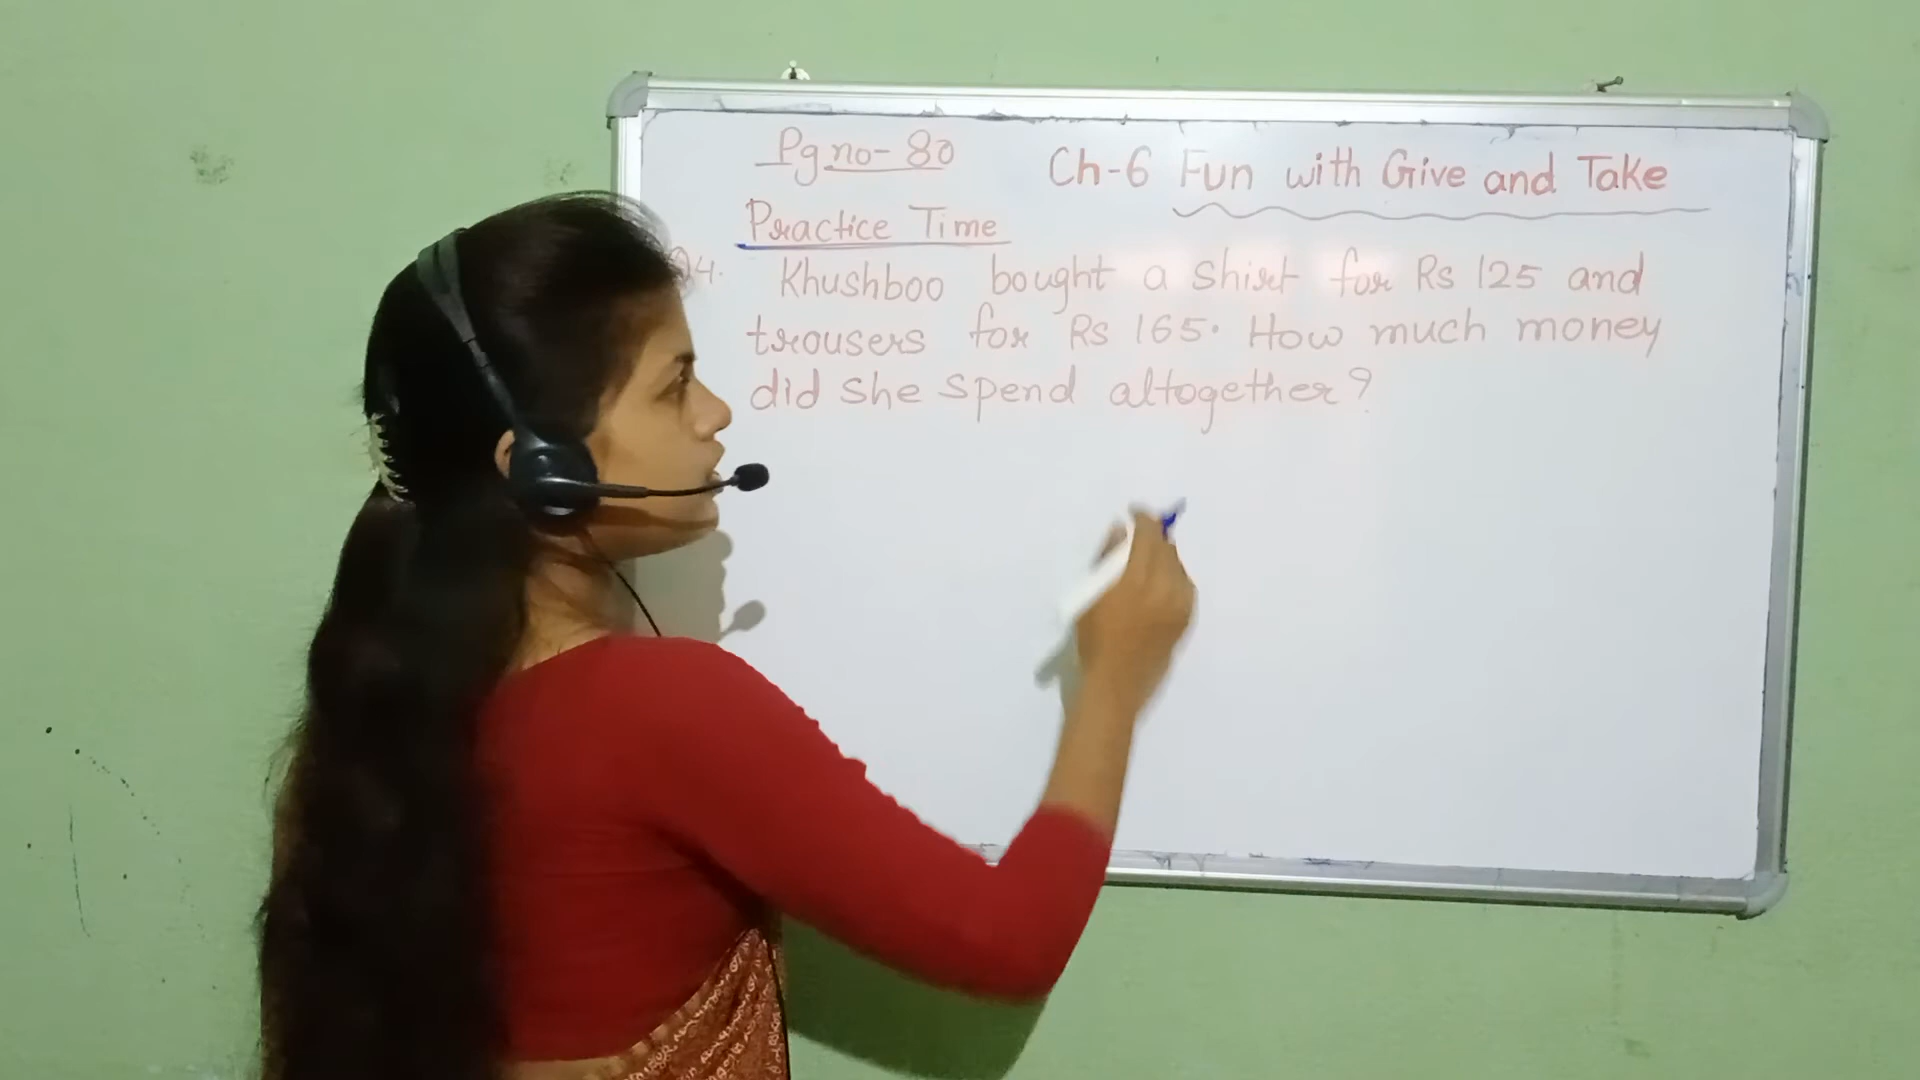 Pg no- 80
Ch-6 Fun with Give and Take
Practice Time
Q4. Khushboo bought a shirt for Rs 125 and
trousers for Rs 165. How much money
did she spend altogether?